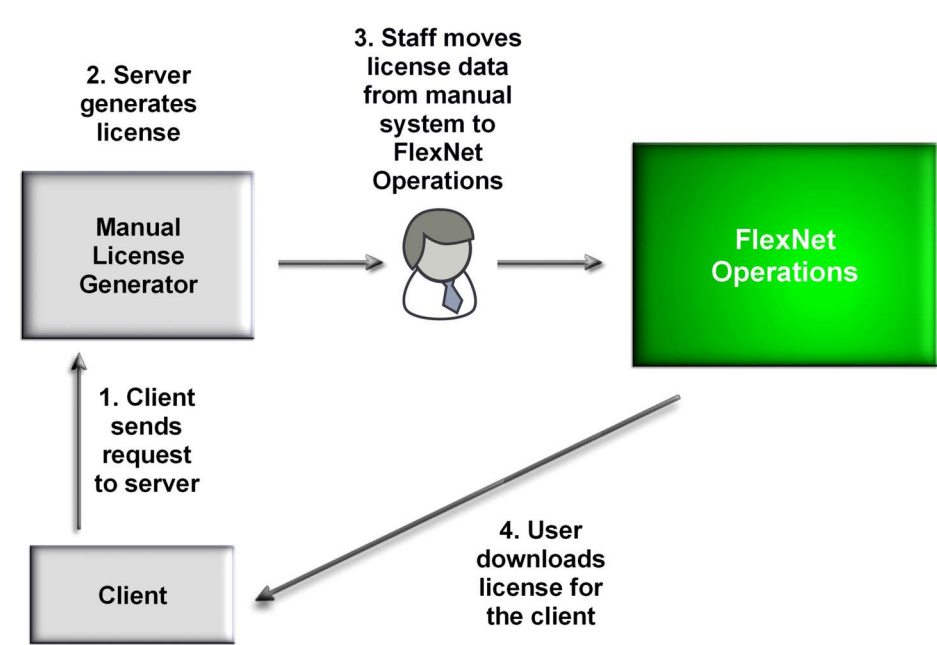 3. Staff moves
license data
from manual
system to
FlexNet
Operations
2. Server
generates
license
Manual
License
Generator
FlexNet
Operations
1. Client
sends
request
to server
4. User
downloads
license for
the client
Client